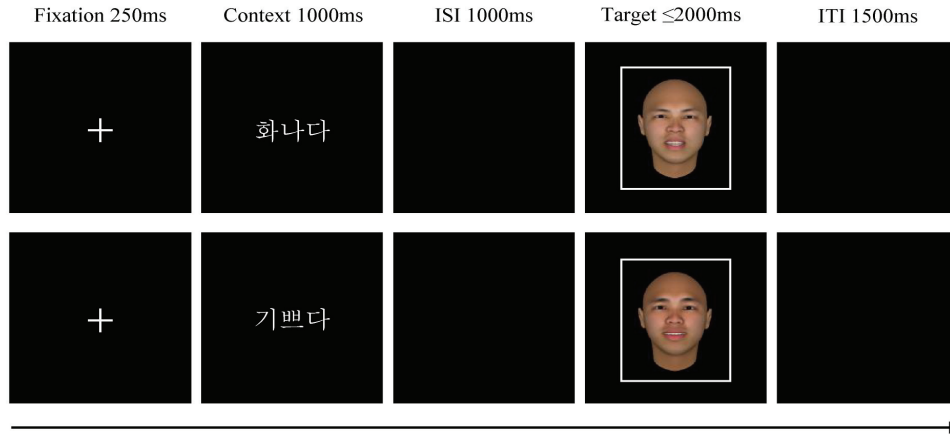 Fixation 250ms Context 1000ms ISI 1000ms Target ≤2000ms ITI 1500ms
화나다
기쁘다